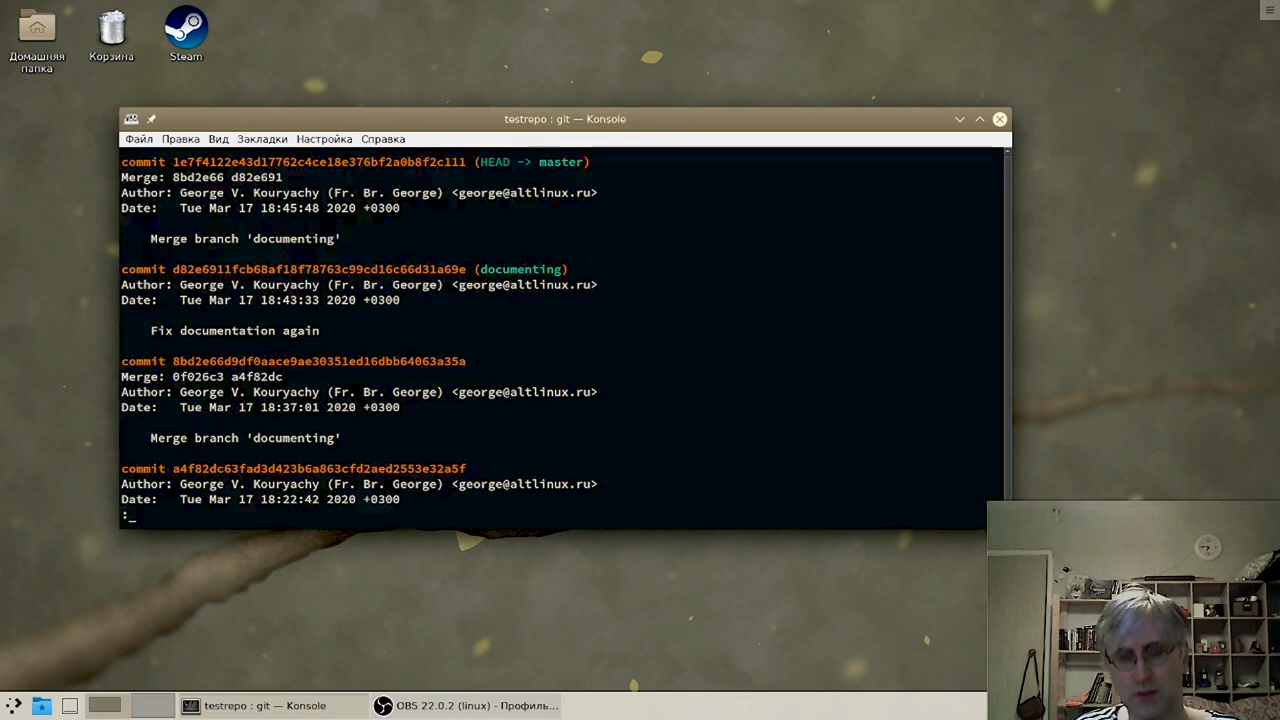 Домашняя
папка
Корзина
Steam
testrepo : git — Konsole
Файл Правка Вид Закладки Настройка Справка
commit 1e7f4122e43d17762c4ce18e376bf2a0b8f2c111 (HEAD -> master)
Merge: 8bd2e66 d82e691
Author: George V. Kouryachy (Fr. Br. George) <george@altlinux.ru>
Date:   Tue Mar 17 18:45:48 2020 +0300
Merge branch 'documenting'
commit d82e6911fcb68af18f78763c99cd16c66d31a69e (documenting)
Author: George V. Kouryachy (Fr. Br. George) <george@altlinux.ru>
Date:   Tue Mar 17 18:43:33 2020 +0300
Fix documentation again
commit 8bd2e66d9df0aace9ae30351ed16dbb64063a35a
Merge: 0f026c3 a4f82dc
Author: George V. Kouryachy (Fr. Br. George) <george@altlinux.ru>
Date:   Tue Mar 17 18:37:01 2020 +0300
Merge branch 'documenting'
commit a4f82dc63fad3d423b6a863cfd2aed2553e32a5f
Author: George V. Kouryachy (Fr. Br. George) <george@altlinux.ru>
Date:   Tue Mar 17 18:22:42 2020 +0300
:_
testrepo : git — Konsole
OBS 22.0.2 (linux) - Профиль...